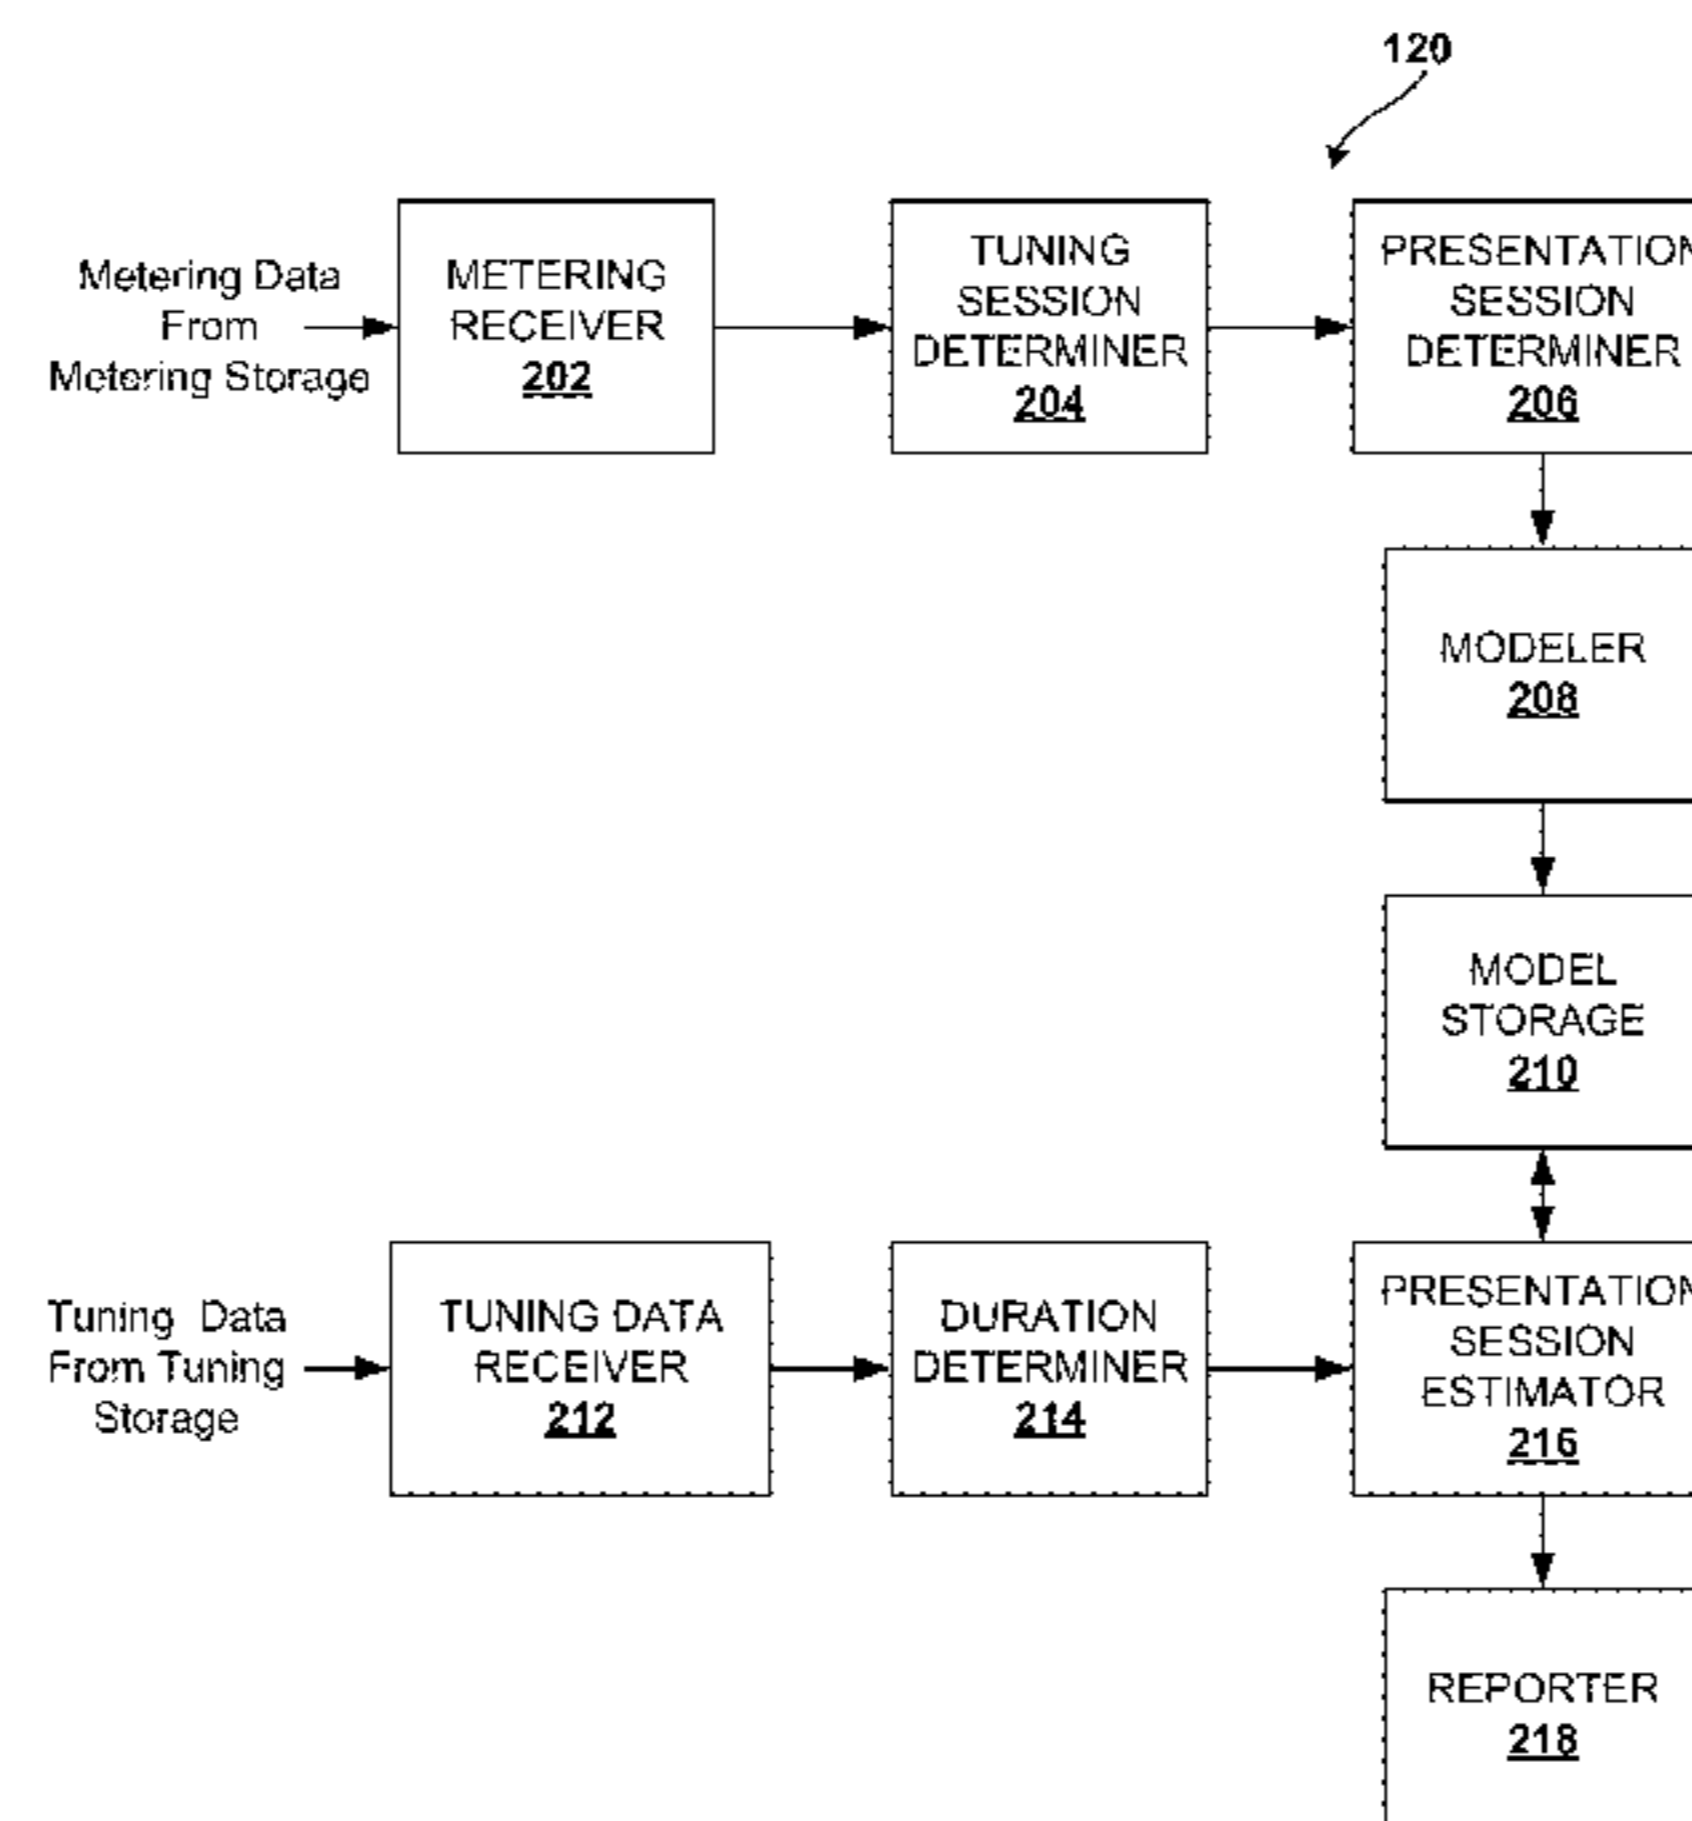 120
Metering Data
From
Metering Storage
METERING
RECEIVER
202
TUNING
SESSION
DETERMINER
204
PRESENTATION
SESSION
DETERMINER
206
MODELER
208
MODEL
STORAGE
210
Tuning Data
From Tuning
Storage
TUNING DATA
RECEIVER
212
DURATION
DETERMINER
214
PRESENTATION
SESSION
ESTIMATOR
216
REPORTER
218